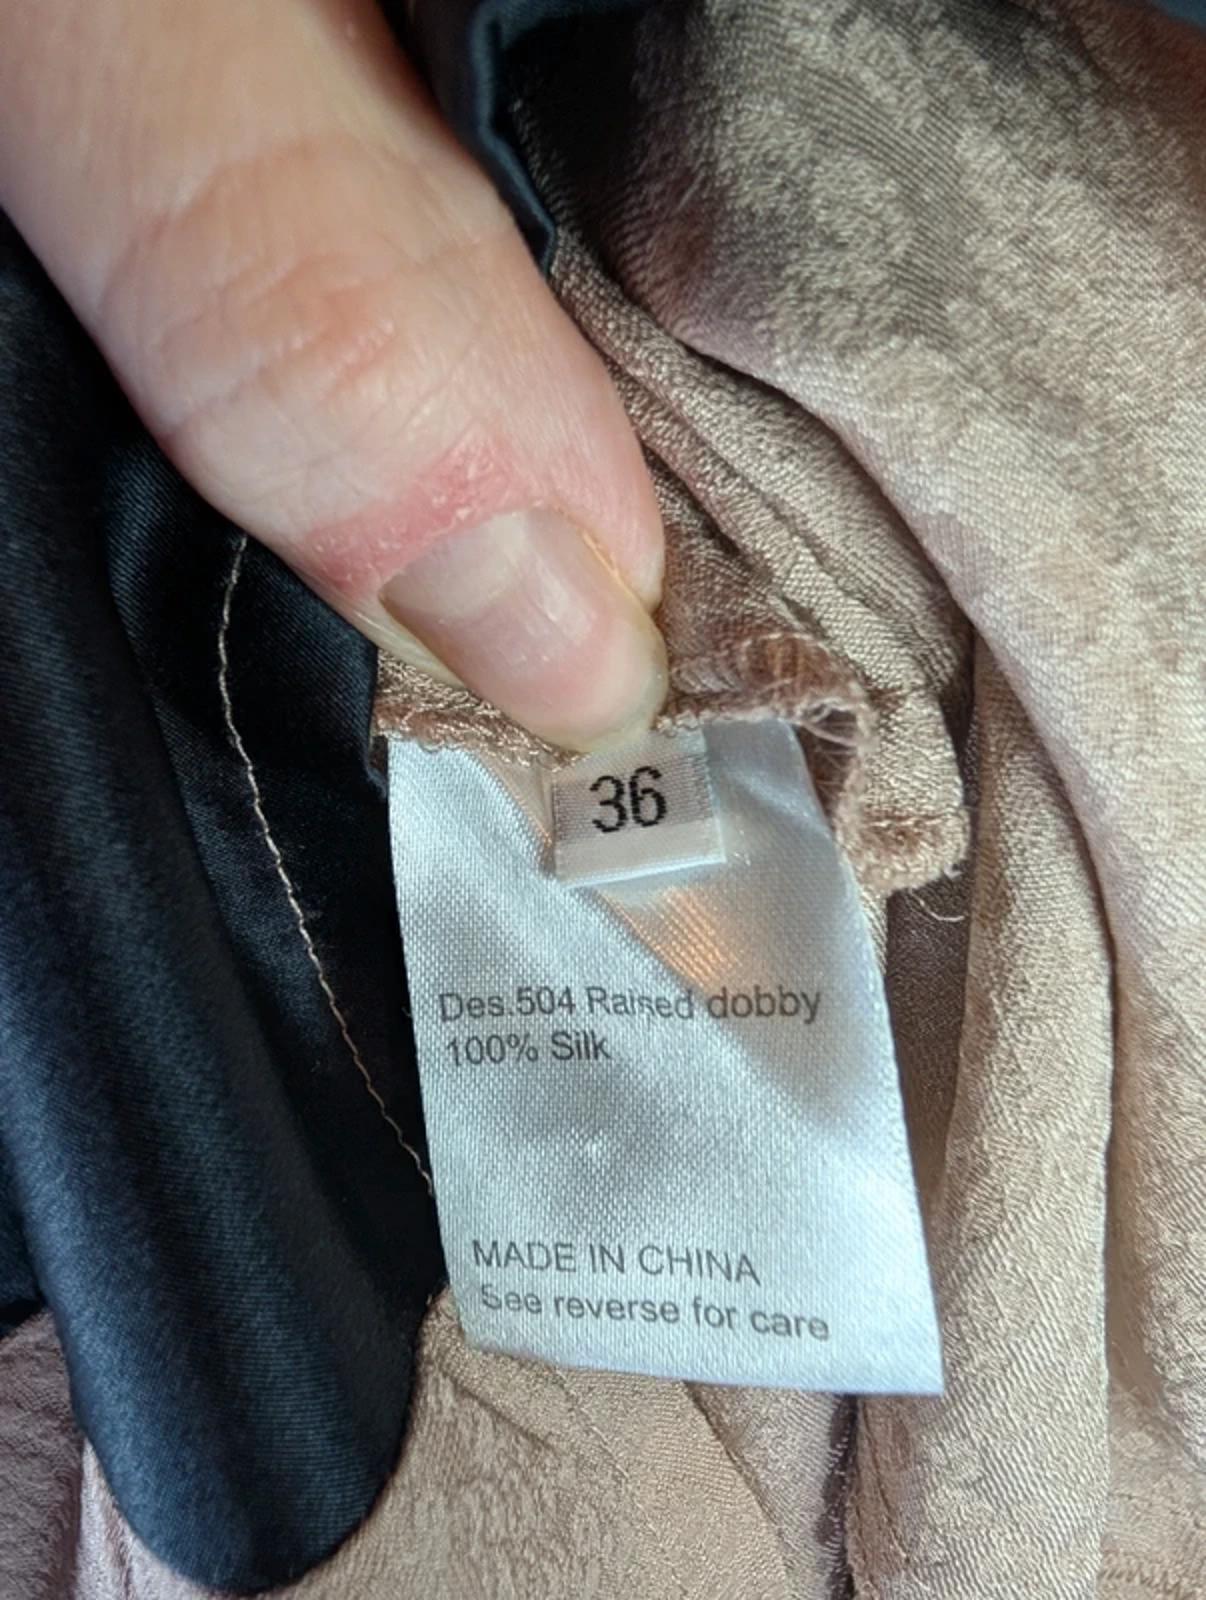 36
Des.504 Raised dobby
100% Silk
MADE IN CHINA
See reverse for care